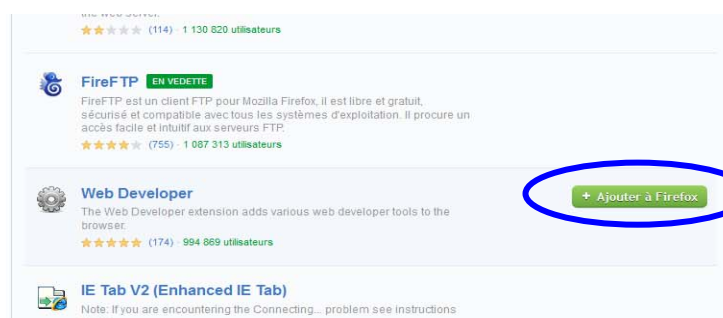 the web server.
(114) · 1 130 820 utilisateurs
FireFTP EN VEDETTE
FireFTP est un client FTP pour Mozilla Firefox, il est libre et gratuit,
sécurisé et compatible avec tous les systèmes d'exploitation. Il procure un
accès facile et intuitif aux serveurs FTP.
(755) · 1 087 313 utilisateurs
Web Developer
+ Ajouter à Firefox
The Web Developer extension adds various web developer tools to the
browser.
(174) · 994 869 utilisateurs
IE Tab V2 (Enhanced IE Tab)
Note: If you are encountering the Connecting... problem see instructions